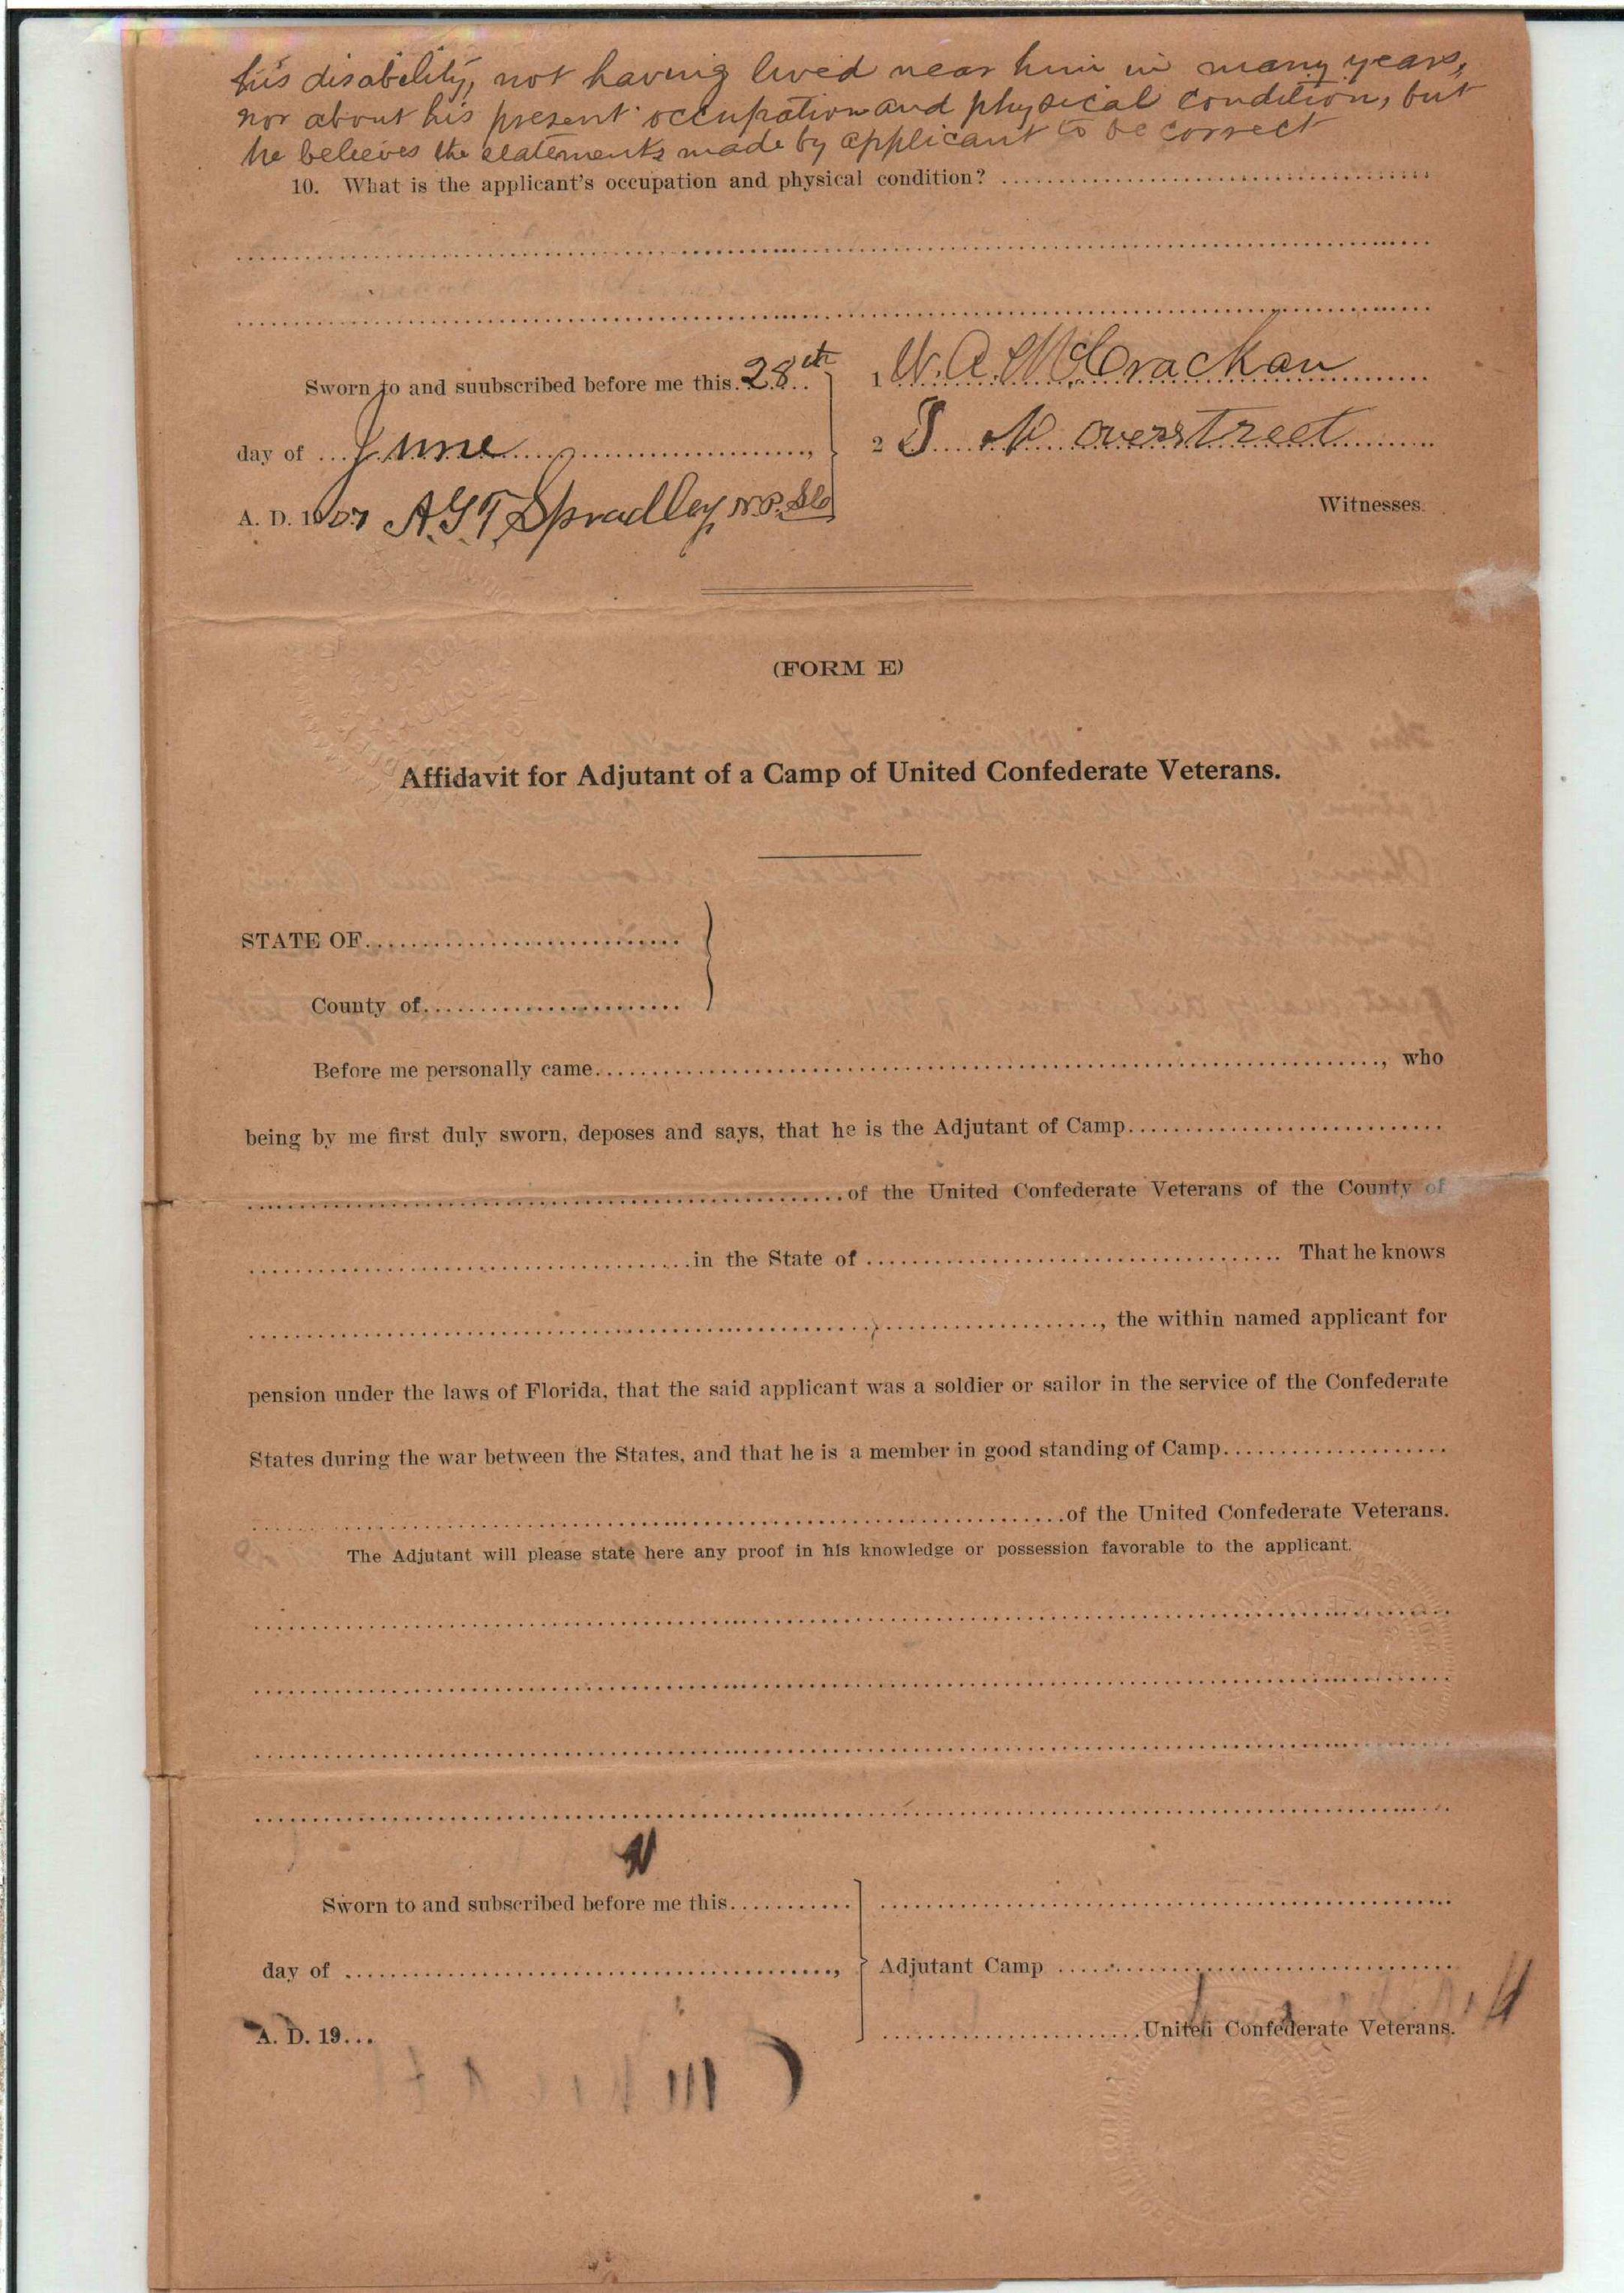 his disability, not having lived near him in many years,
nor about his present occupation and physical condition, but
he believes the statements made by applicant to be correct
10. What is the applicant's occupation and physical condition? ........................................
........................................
........................................
Sworn to and suubscribed before me this 28th
1 W. A. McCrackan
day of June ..............................,
2 J N Overstreet
A. D. 1907 A.G.T. Spradley N.P.
Witnesses.
(FORM E)
Affidavit for Adjutant of a Camp of United Confederate Veterans.
STATE OF..............................
County of..............................
Before me personally came........................................, who
being by me first duly sworn, deposes and says, that he is the Adjutant of Camp..............................
........................................of the United Confederate Veterans of the County of
........................................in the State of ........................................ That he knows
........................................, the within named applicant for
pension under the laws of Florida, that the said applicant was a soldier or sailor in the service of the Confederate
States during the war between the States, and that he is a member in good standing of Camp....................
........................................of the United Confederate Veterans.
The Adjutant will please state here any proof in his knowledge or possession favorable to the applicant.
........................................
........................................
........................................
........................................
Sworn to and subscribed before me this............
........................................
day of ........................................,
Adjutant Camp ........................................
A. D. 19...
........................United Confederate Veterans.